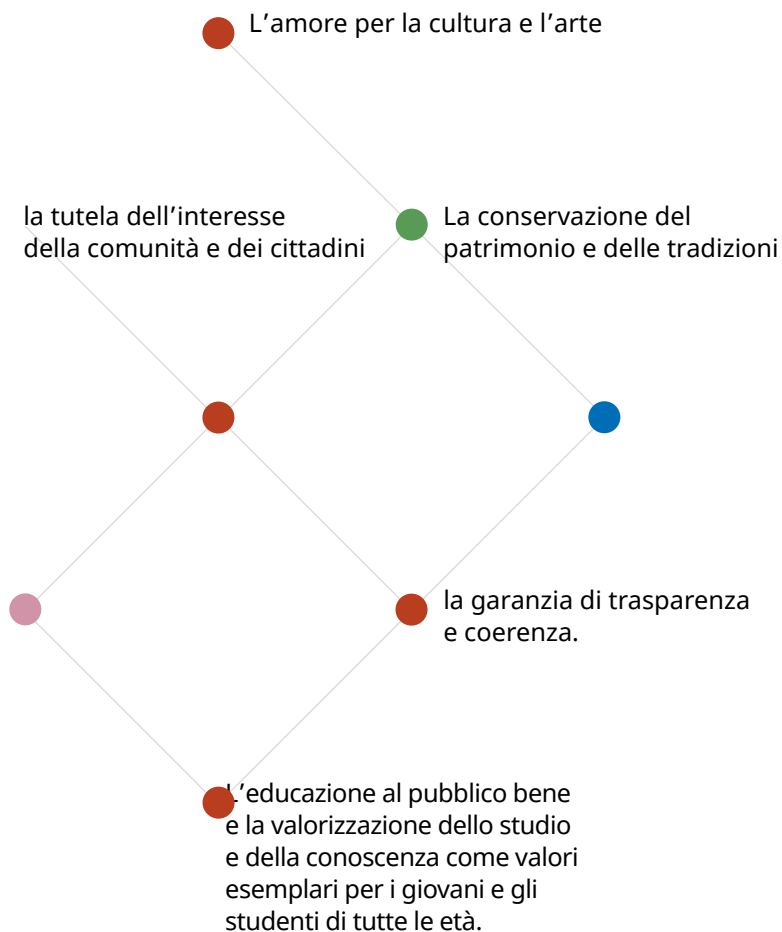 L’amore per la cultura e l’arte
la tutela dell’interesse
della comunità e dei cittadini
La conservazione del
patrimonio e delle tradizioni
la garanzia di trasparenza
e coerenza.
L’educazione al pubblico bene
e la valorizzazione dello studio
e della conoscenza come valori
esemplari per i giovani e gli
studenti di tutte le età.